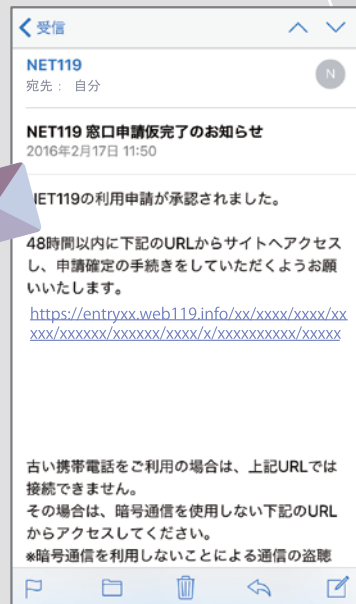 受信
NET119
宛先： 自分
N
NET119 窓口申請仮完了のお知らせ
2016年2月17日 11:50
NET119の利用申請が承認されました。
48時間以内に下記のURLからサイトへアクセス
し、申請確定の手続きをしていただくようお願
いいたします。
https://entryxx.web119.info/xx/xxxx/xxxx/xx
xxx/xxxxxx/xxxxxx/xxxx/x/xxxxxxxxxx/xxxxx
古い携帯電話をご利用の場合は、上記URLでは
接続できません。
その場合は、暗号通信を使用しない下記のURL
からアクセスしてください。
※暗号通信を利用しないことによる通信の盗聴